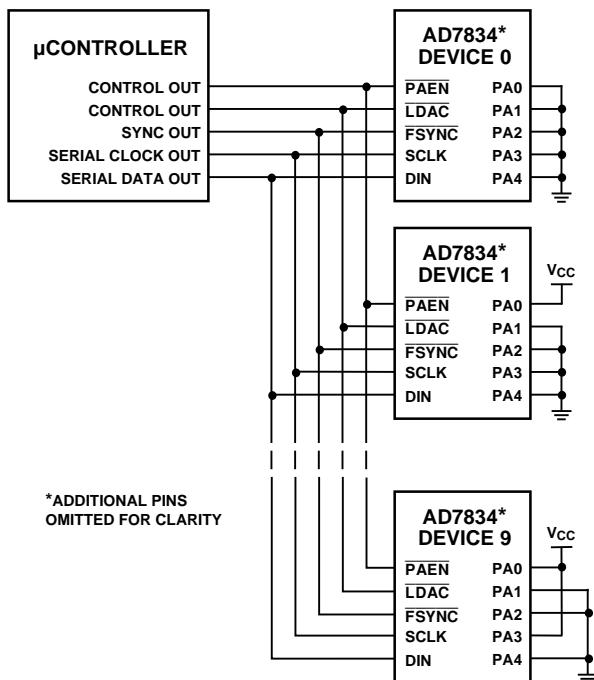 µCONTROLLER
CONTROL OUT
CONTROL OUT
SYNC OUT
SERIAL CLOCK OUT
SERIAL DATA OUT
AD7834*
DEVICE 0
PAEN PA0
LDAC PA1
FSYNC PA2
SCLK PA3
DIN PA4
AD7834*
DEVICE 1
VCC
PAEN PA0
LDAC PA1
FSYNC PA2
SCLK PA3
DIN PA4
*ADDITIONAL PINS
OMITTED FOR CLARITY
AD7834*
DEVICE 9
VCC
PAEN PA0
LDAC PA1
FSYNC PA2
SCLK PA3
DIN PA4